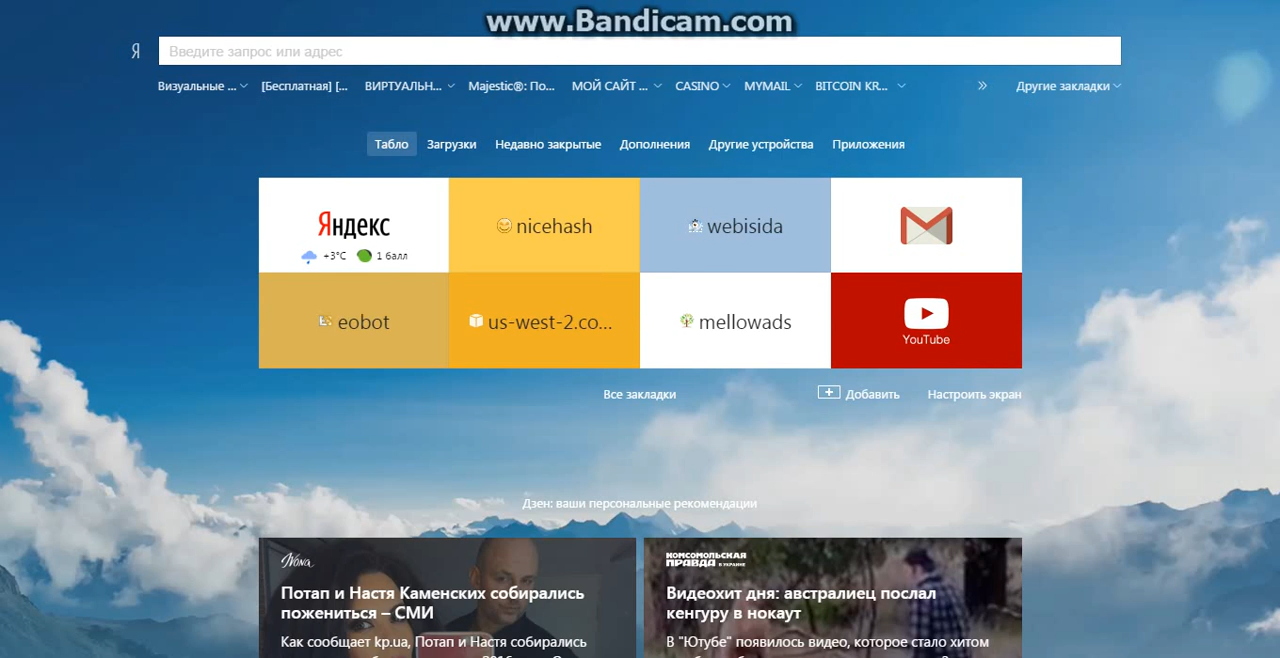 www.Bandicam.com
Я
Введите запрос или адрес
Визуальные ... [Бесплатная] [... ВИРТУАЛЬН... Majestic®: По... МОЙ САЙТ ... CASINO MYMAIL BITCOIN KR... » Другие закладки
Табло Загрузки Недавно закрытые Дополнения Другие устройства Приложения
Яндекс nicehash webisida
+3°C 1 балл
eobot us-west-2.co... mellowads YouTube
Все закладки Добавить Настроить экран
Дзен: ваши персональные рекомендации
Nona
Потап и Настя Каменских собирались
пожениться – СМИ
Как сообщает kp.ua, Потап и Настя собирались
КОМСОМОЛЬСКАЯ
ПРАВДА В УКРАИНЕ
Видеохит дня: австралиец послал
кенгуру в нокаут
В "Ютубе" появилось видео, которое стало хитом